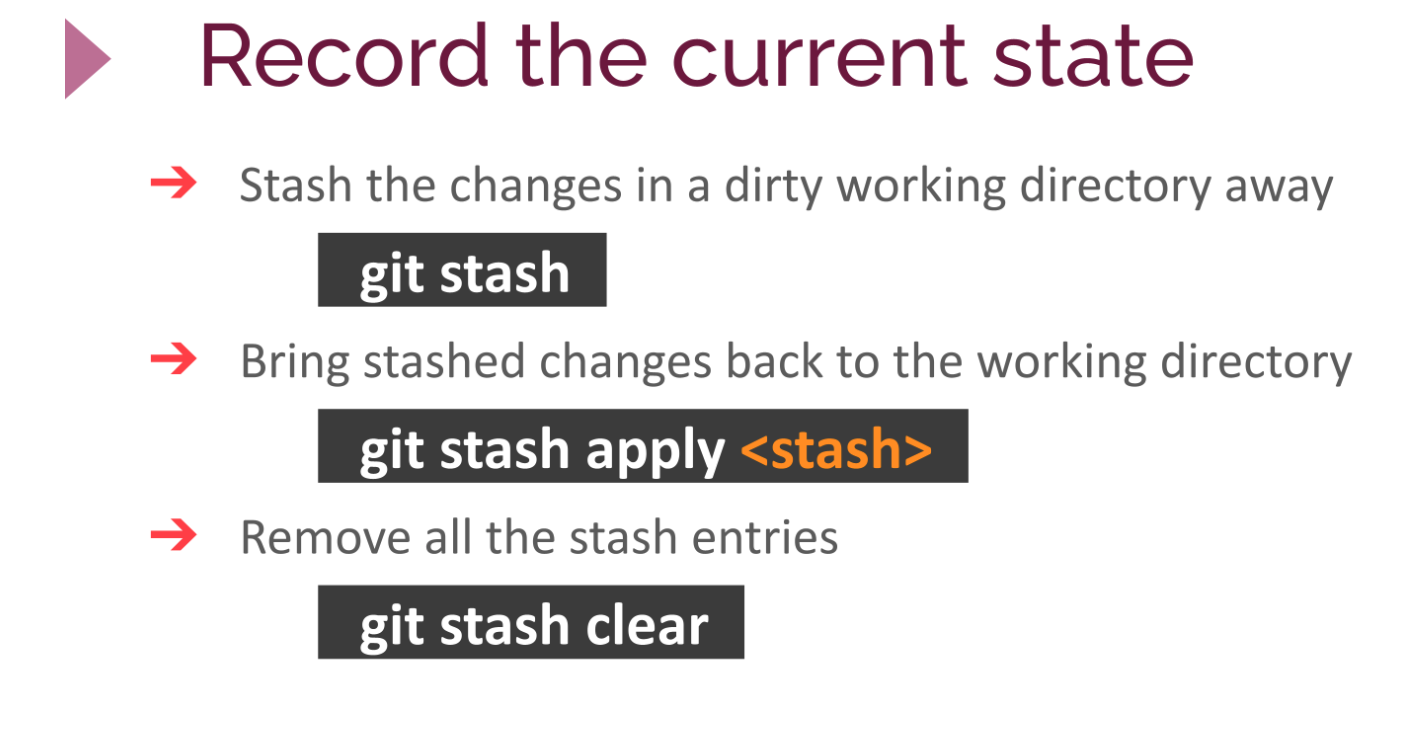 Record the current state
➔ Stash the changes in a dirty working directory away
git stash
➔ Bring stashed changes back to the working directory
git stash apply <stash>
➔ Remove all the stash entries
git stash clear